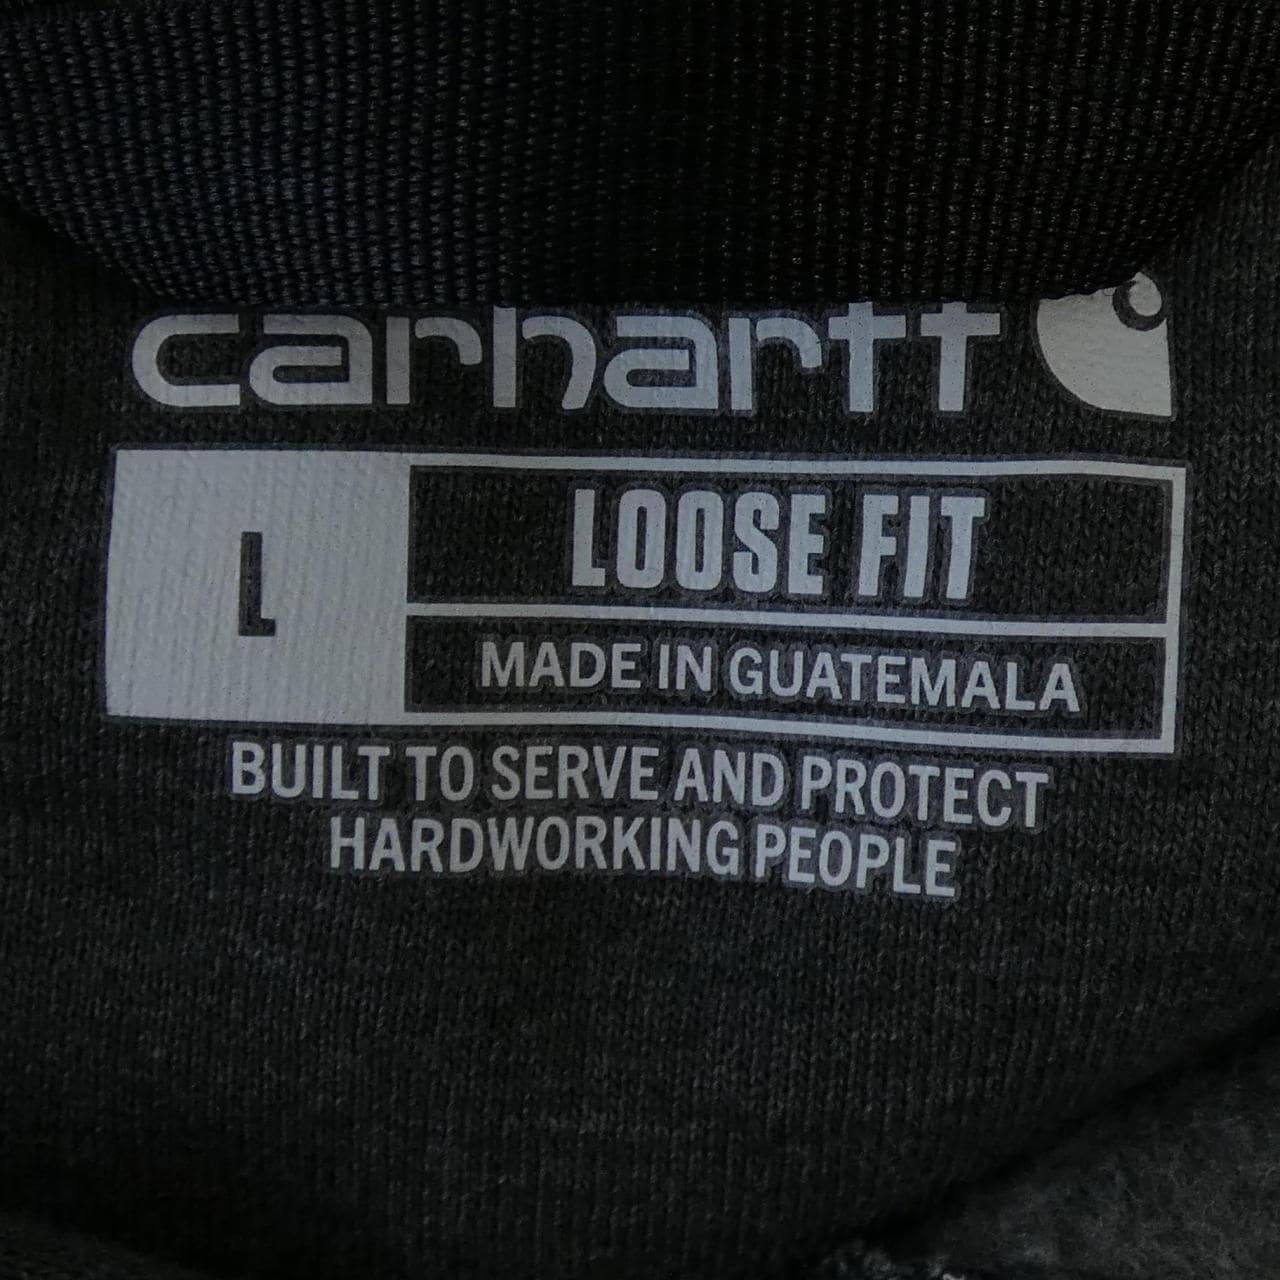 carhartt
L
LOOSE FIT
MADE IN GUATEMALA
BUILT TO SERVE AND PROTECT
HARDWORKING PEOPLE